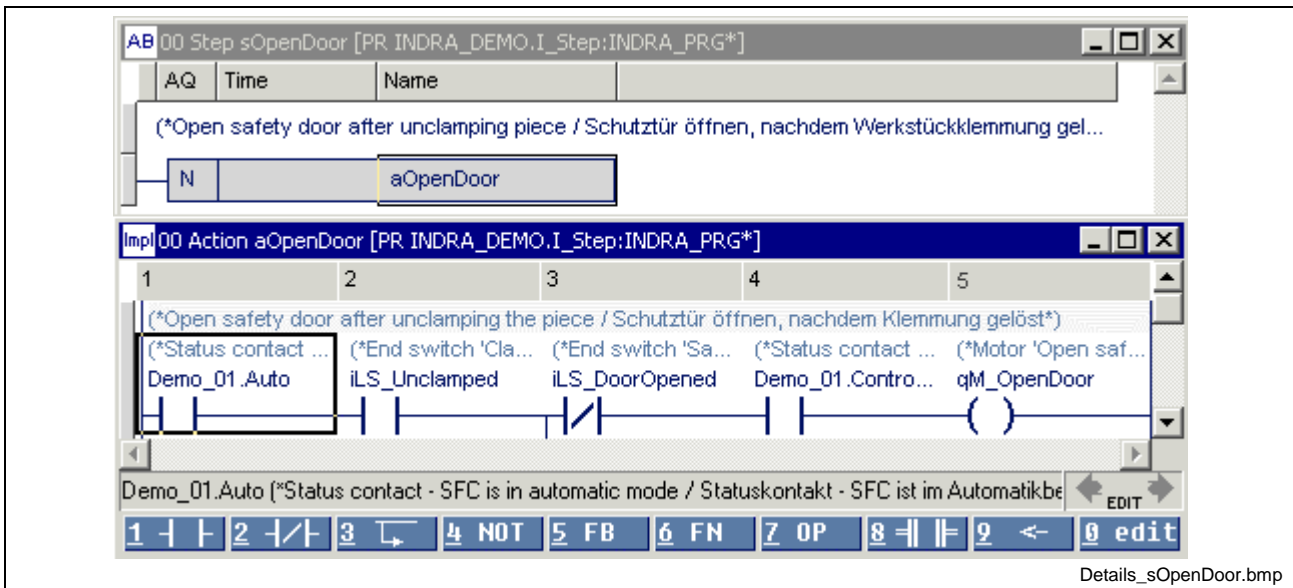 AB 00 Step sOpenDoor [PR INDRA_DEMO.I_Step:INDRA_PRG*]
AQ Time Name
(*Open safety door after unclamping piece / Schutztür öffnen, nachdem Werkstückklemmung gel...
N aOpenDoor
Impl 00 Action aOpenDoor [PR INDRA_DEMO.I_Step:INDRA_PRG*]
1 2 3 4 5
(*Open safety door after unclamping the piece / Schutztür öffnen, nachdem Klemmung gelöst*)
(*Status contact ... (*End switch 'Cla... (*End switch 'Sa... (*Status contact ... (*Motor 'Open saf...
Demo_01.Auto iLS_Unclamped iLS_DoorOpened Demo_01.Contro... qM_OpenDoor
Demo_01.Auto (*Status contact - SFC is in automatic mode / Statuskontakt - SFC ist im Automatikbe EDIT
1 2 3 4 NOT 5 FB 6 FN 7 OP 8 9 <- 0 edit
Details_sOpenDoor.bmp